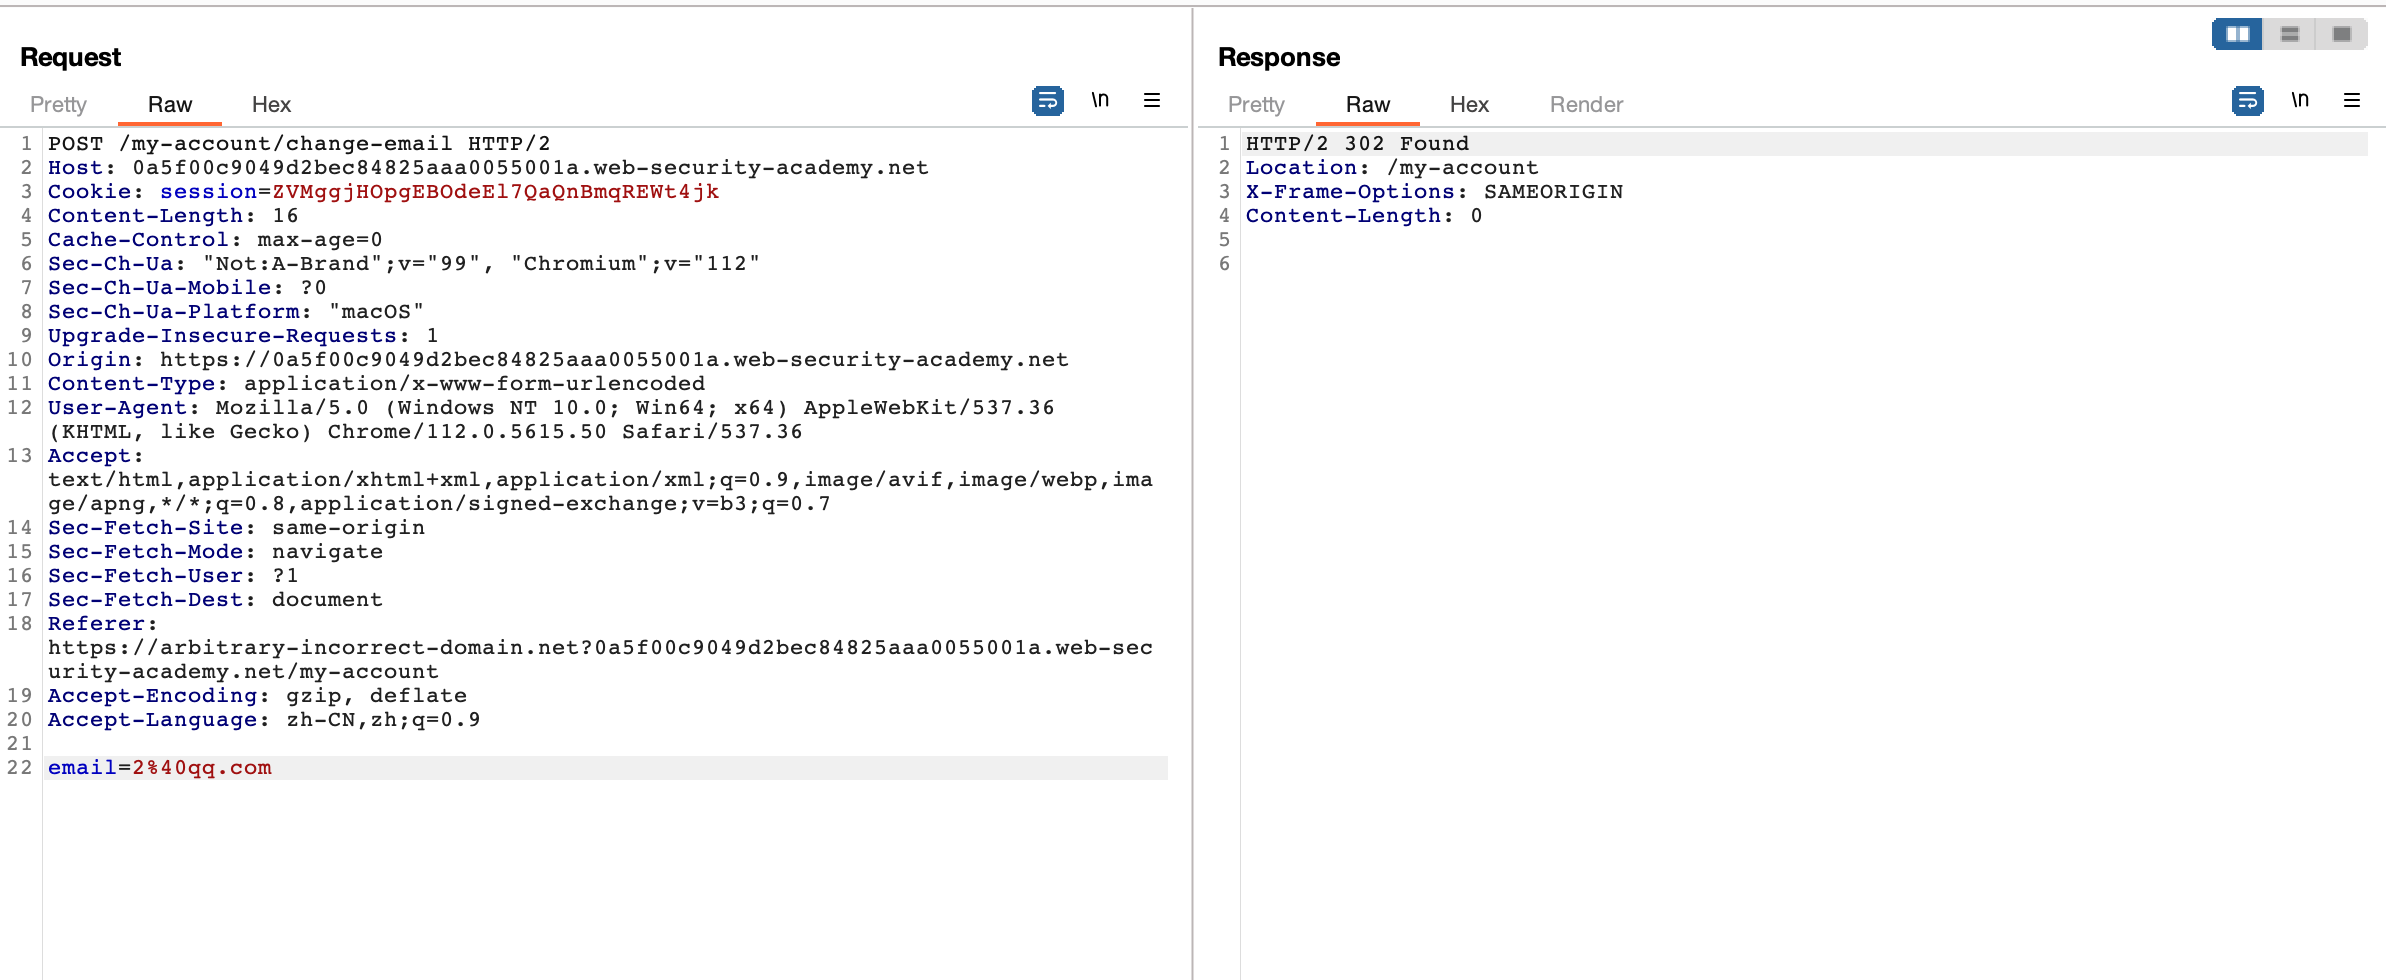 Request
Pretty Raw Hex
\n
1 POST /my-account/change-email HTTP/2
2 Host: 0a5f00c9049d2bec84825aaa0055001a.web-security-academy.net
3 Cookie: session=ZVMggjHOpgEBOdeEl7QaQnBmqREWt4jk
4 Content-Length: 16
5 Cache-Control: max-age=0
6 Sec-Ch-Ua: "Not:A-Brand";v="99", "Chromium";v="112"
7 Sec-Ch-Ua-Mobile: ?0
8 Sec-Ch-Ua-Platform: "macOS"
9 Upgrade-Insecure-Requests: 1
10 Origin: https://0a5f00c9049d2bec84825aaa0055001a.web-security-academy.net
11 Content-Type: application/x-www-form-urlencoded
12 User-Agent: Mozilla/5.0 (Windows NT 10.0; Win64; x64) AppleWebKit/537.36
(KHTML, like Gecko) Chrome/112.0.5615.50 Safari/537.36
13 Accept:
text/html,application/xhtml+xml,application/xml;q=0.9,image/avif,image/webp,ima
ge/apng,*/*;q=0.8,application/signed-exchange;v=b3;q=0.7
14 Sec-Fetch-Site: same-origin
15 Sec-Fetch-Mode: navigate
16 Sec-Fetch-User: ?1
17 Sec-Fetch-Dest: document
18 Referer:
https://arbitrary-incorrect-domain.net?0a5f00c9049d2bec84825aaa0055001a.web-sec
urity-academy.net/my-account
19 Accept-Encoding: gzip, deflate
20 Accept-Language: zh-CN,zh;q=0.9
21
22 email=2%40qq.com
Response
Pretty Raw Hex Render
\n
1 HTTP/2 302 Found
2 Location: /my-account
3 X-Frame-Options: SAMEORIGIN
4 Content-Length: 0
5
6